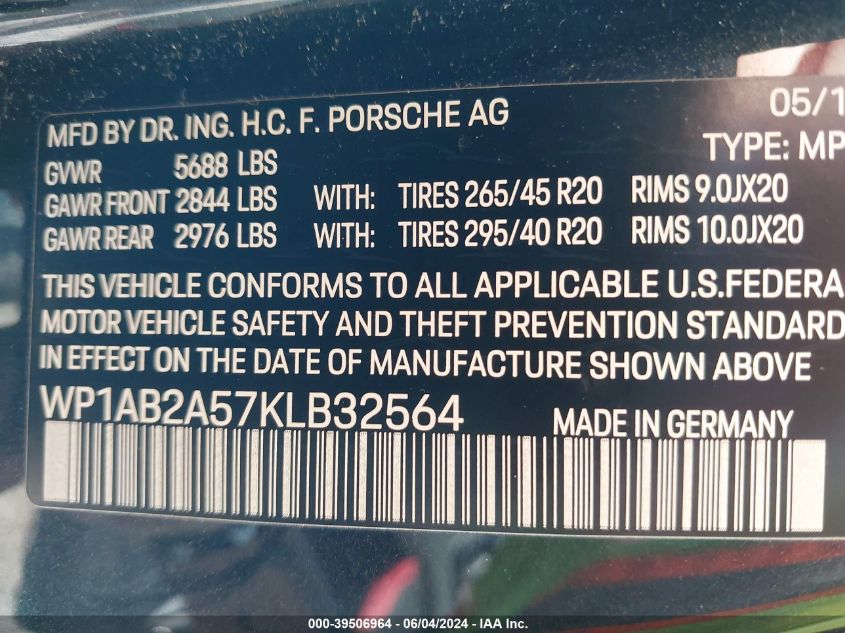 MFD BY DR. ING. H.C. F. PORSCHE AG 05/1
GVWR 5688 LBS TYPE: MP
GAWR FRONT 2844 LBS WITH: TIRES 265/45 R20 RIMS 9.0JX20
GAWR REAR 2976 LBS WITH: TIRES 295/40 R20 RIMS 10.0JX20
THIS VEHICLE CONFORMS TO ALL APPLICABLE U.S.FEDERA
MOTOR VEHICLE SAFETY AND THEFT PREVENTION STANDARD
IN EFFECT ON THE DATE OF MANUFACTURE SHOWN ABOVE
WP1AB2A57KLB32564 MADE IN GERMANY
000-39506964 - 06/04/2024 - IAA Inc.